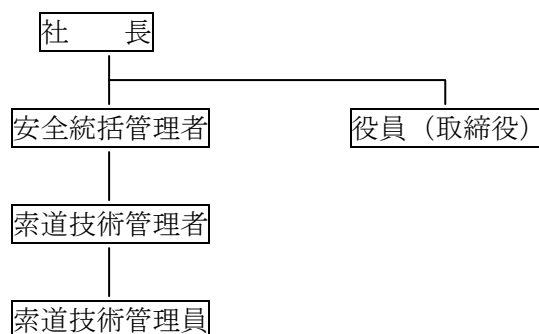 社　　長
安全統括管理者
役員（取締役）
索道技術管理者
索道技術管理員